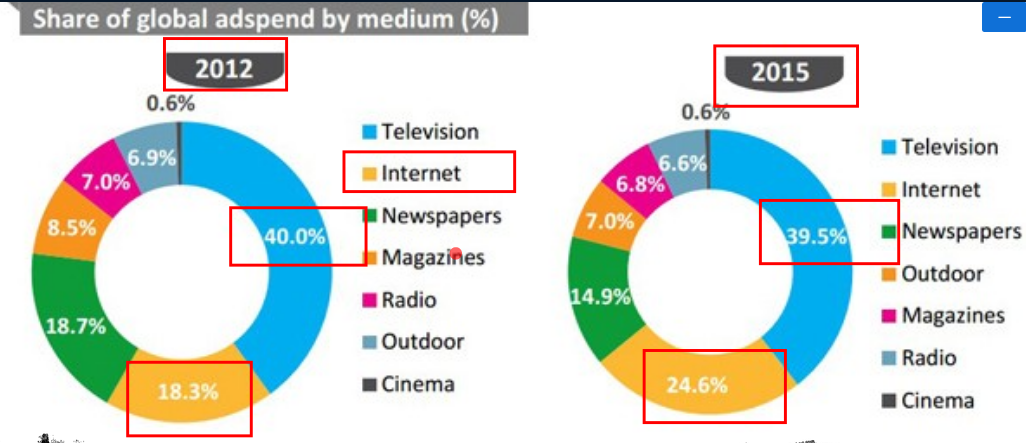 Share of global adspend by medium (%)
2012
0.6%
6.9%
7.0%
8.5%
40.0%
18.7%
18.3%
Television
Internet
Newspapers
Magazines
Radio
Outdoor
Cinema
2015
0.6%
6.6%
6.8%
7.0%
39.5%
14.9%
24.6%
Television
Internet
Newspapers
Outdoor
Magazines
Radio
Cinema